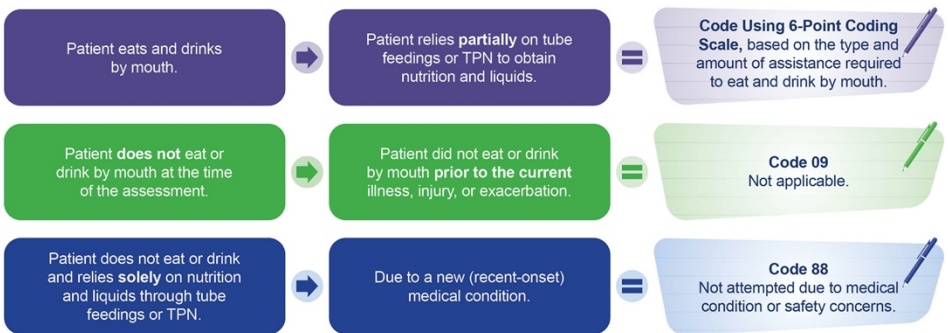 Patient eats and drinks
by mouth.
Patient relies partially on tube
feedings or TPN to obtain
nutrition and liquids.
Code Using 6-Point Coding
Scale, based on the type and
amount of assistance required
to eat and drink by mouth.
Patient does not eat or
drink by mouth at the time
of the assessment.
Patient did not eat or drink
by mouth prior to the current
illness, injury, or exacerbation.
Code 09
Not applicable.
Patient does not eat or drink
and relies solely on nutrition
and liquids through tube
feedings or TPN.
Due to a new (recent-onset)
medical condition.
Code 88
Not attempted due to medical
condition or safety concerns.